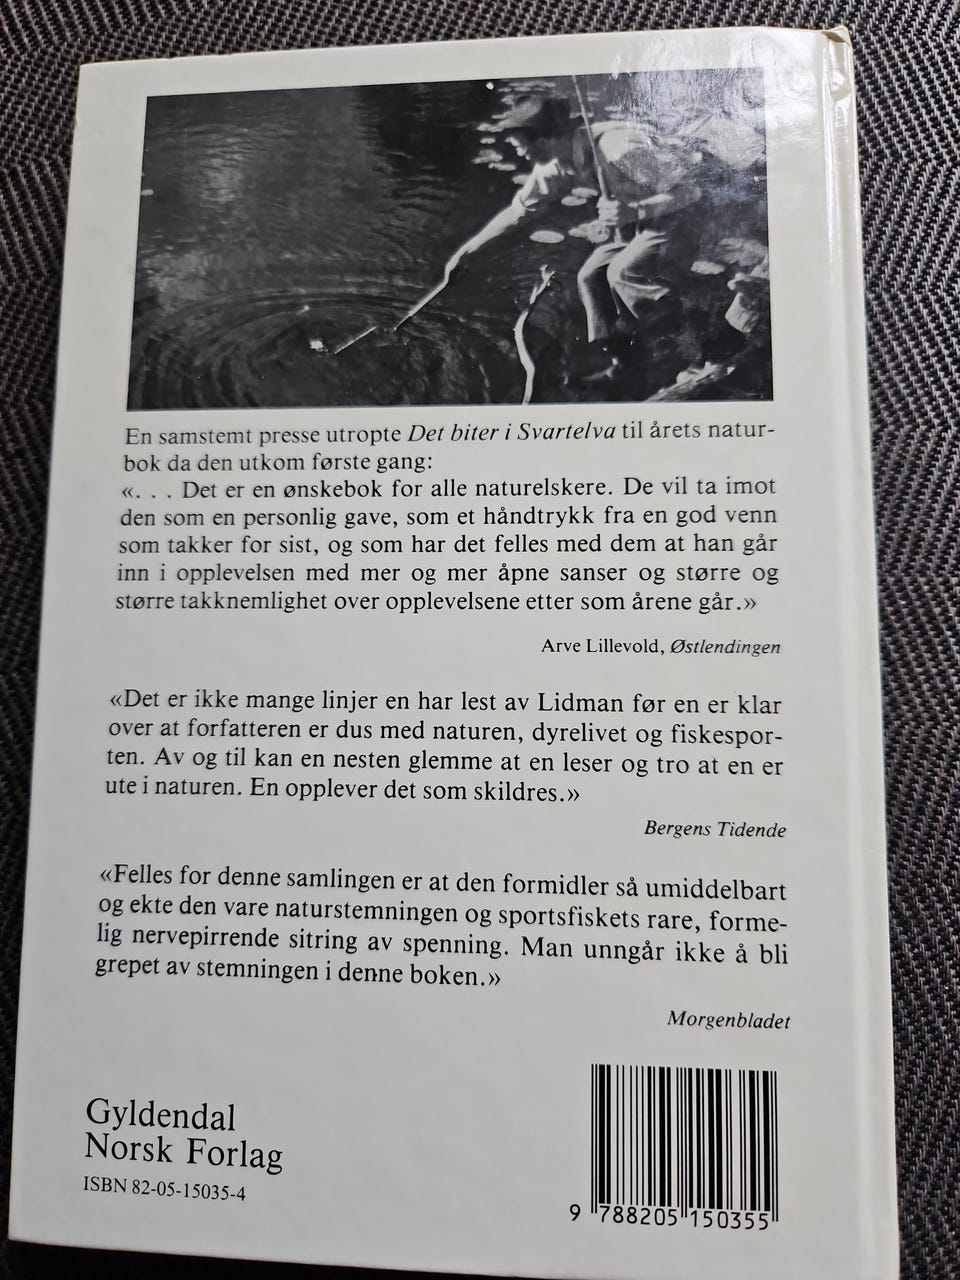 En samstemt presse utropte Det biter i Svartelva til årets natur-
bok da den utkom første gang:
«. . . Det er en ønskebok for alle naturelskere. De vil ta imot
den som en personlig gave, som et håndtrykk fra en god venn
som takker for sist, og som har det felles med dem at han går
inn i opplevelsen med mer og mer åpne sanser og større og
større takknemlighet over opplevelsene etter som årene går.»
Arve Lillevold, Østlendingen
«Det er ikke mange linjer en har lest av Lidman før en er klar
over at forfatteren er dus med naturen, dyrelivet og fiskespor-
ten. Av og til kan en nesten glemme at en leser og tro at en er
ute i naturen. En opplever det som skildres.»
Bergens Tidende
«Felles for denne samlingen er at den formidler så umiddelbart
og ekte den vare naturstemningen og sportsfiskets rare, forme-
lig nervepirrende sitring av spenning. Man unngår ikke å bli
grepet av stemningen i denne boken.»
Morgenbladet
Gyldendal
Norsk Forlag
ISBN 82-05-15035-4
9 788205 150355